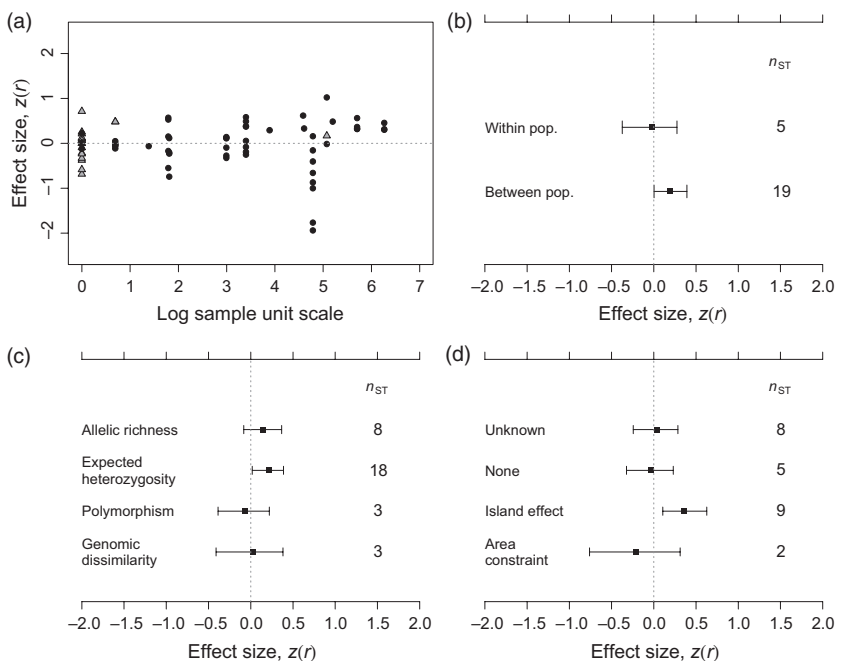 (a)
2
1
0
–1
–2
Effect size, z(r)
0 1 2 3 4 5 6 7
Log sample unit scale
(b)
nST
Within pop. 5
Between pop. 19
–2.0 –1.5 –1.0 –0.5 0.0 0.5 1.0 1.5 2.0
Effect size, z(r)
(c)
nST
Allelic richness 8
Expected
heterozygosity 18
Polymorphism 3
Genomic
dissimilarity 3
–2.0 –1.5 –1.0 –0.5 0.0 0.5 1.0 1.5 2.0
Effect size, z(r)
(d)
nST
Unknown 8
None 5
Island effect 9
Area
constraint 2
–2.0 –1.5 –1.0 –0.5 0.0 0.5 1.0 1.5 2.0
Effect size, z(r)